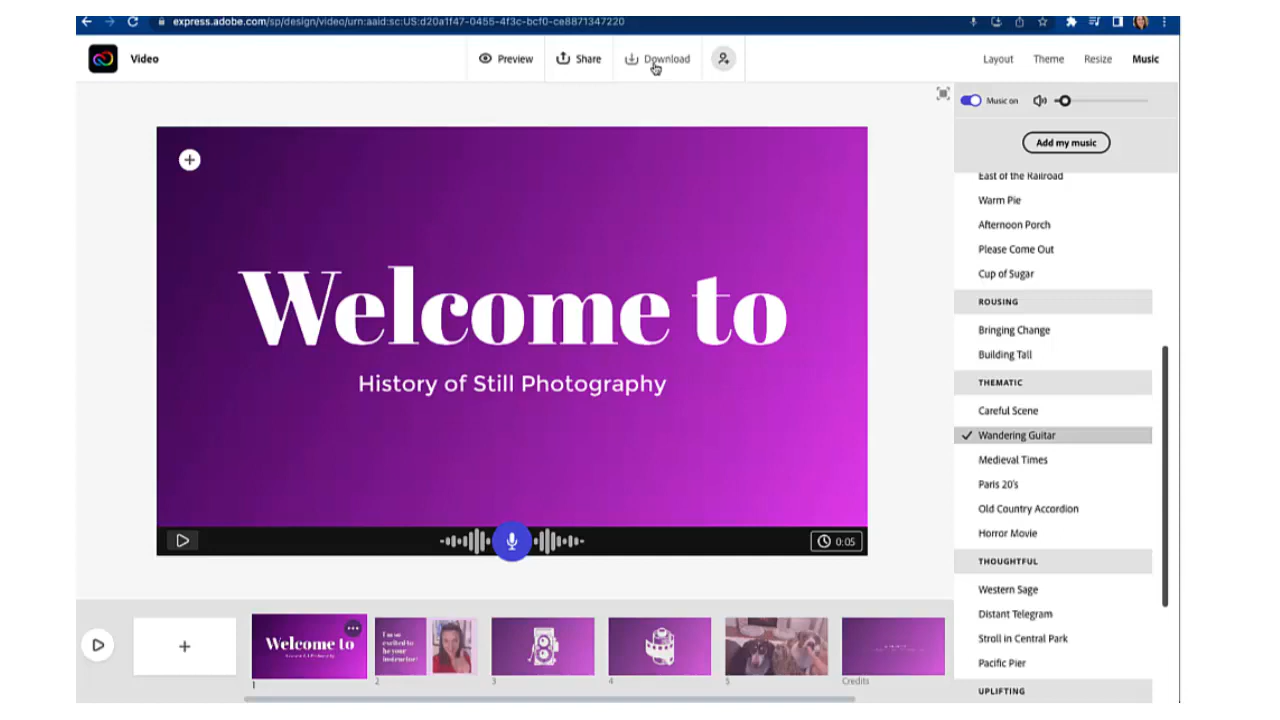 express.adobe.com/sp/design/video/urn:aaid:sc:US:d20a1f47-0455-4f3c-bcf0-ce8871347220
Video
Preview
Share
Download
Layout
Theme
Resize
Music
Music on
Add my music
East of the Railroad
Warm Pie
Afternoon Porch
Please Come Out
Cup of Sugar
ROUSING
Bringing Change
Building Tall
THEMATIC
Careful Scene
Wandering Guitar
Medieval Times
Paris 20's
Old Country Accordion
Horror Movie
THOUGHTFUL
Western Sage
Distant Telegram
Stroll in Central Park
Pacific Pier
UPLIFTING
Welcome to
History of Still Photography
0:05
Welcome to
History of Still Photography
I'm so
excited to
be your
instructor!
1
2
3
4
5
Credits